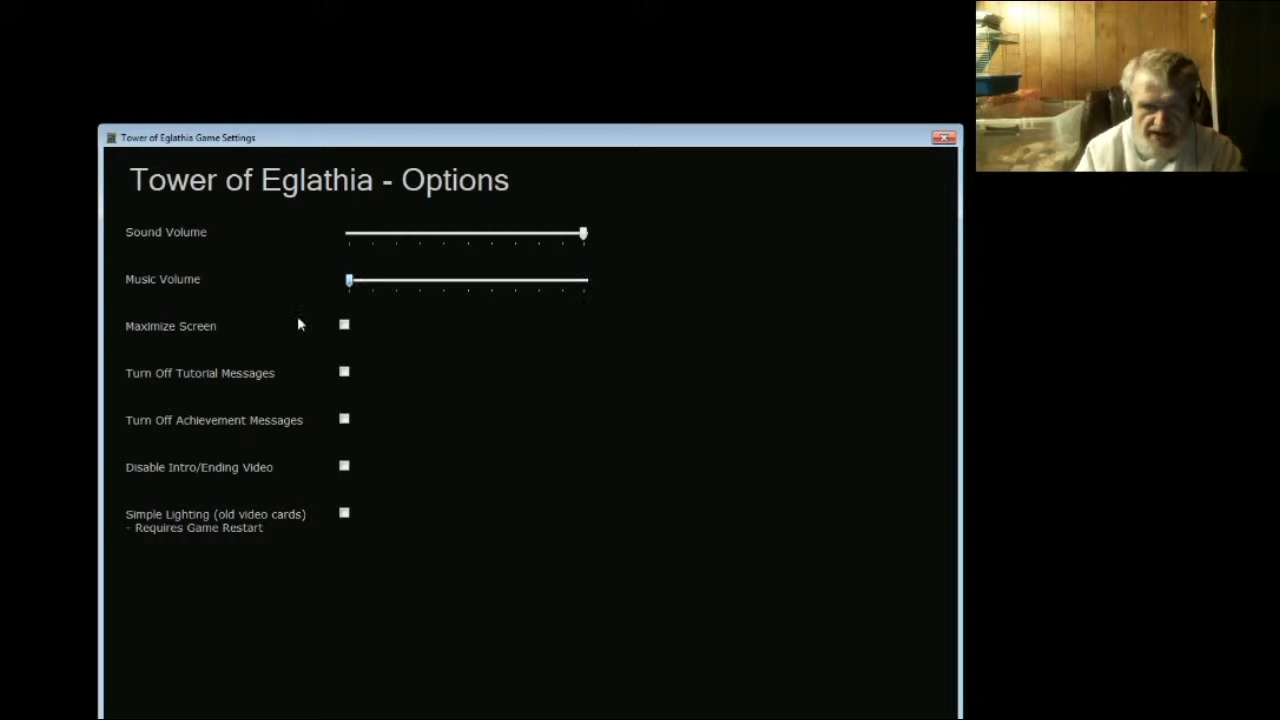 Tower of Eglathia Game Settings
Tower of Eglathia - Options
Sound Volume
Music Volume
Maximize Screen
Turn Off Tutorial Messages
Turn Off Achievement Messages
Disable Intro/Ending Video
Simple Lighting (old video cards)
- Requires Game Restart